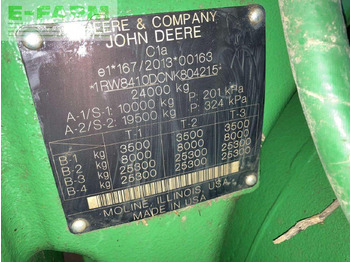 E-FARM
DEERE & COMPANY
JOHN DEERE
C1a
e1*167/2013*00163
*1RW8410DCNK804215*
24000 kg
A-1/S-1: 10000 kg P: 201 kPa
A-2/S-2: 19500 kg P: 324 kPa
T-1 T-2 T-3
B-1 kg 3500 3500 3500
B-2 kg 8000 8000 8000
B-3 kg 25300 25300 25300
B-4 kg 25300 25300 25300
MOLINE, ILLINOIS, USA
MADE IN USA